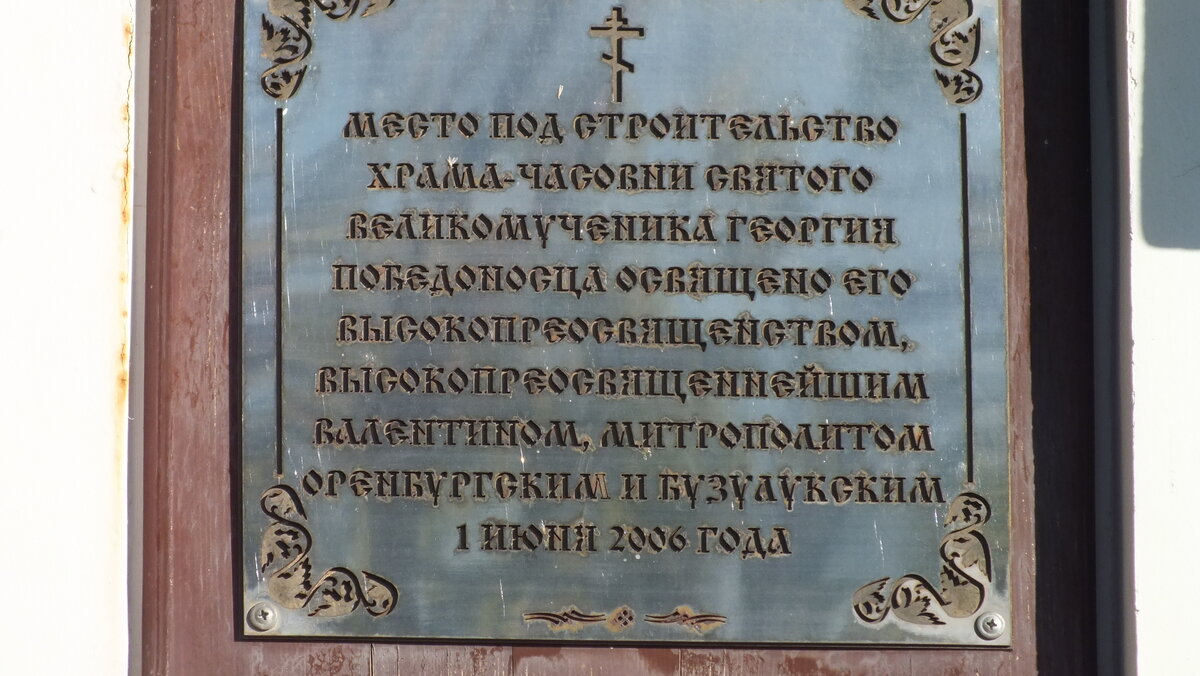 МЕСТО ПОД СТРОИТЕЛЬСТВО
ХРАМА-ЧАСОВНИ СВЯТОГО
ВЕЛИКОМУЧЕНИКА ГЕОРГИЯ
ПОБЕДОНОСЦА ОСВЯЩЕНО ЕГО
ВЫСОКОПРЕОСВЯЩЕНСТВОМ,
ВЫСОКОПРЕОСВЯЩЕННЕЙШИМ
ВАЛЕНТИНОМ, МИТРОПОЛИТОМ
ОРЕНБУРГСКИМ И БУЗУЛУКСКИМ
1 ИЮНЯ 2006 ГОДА